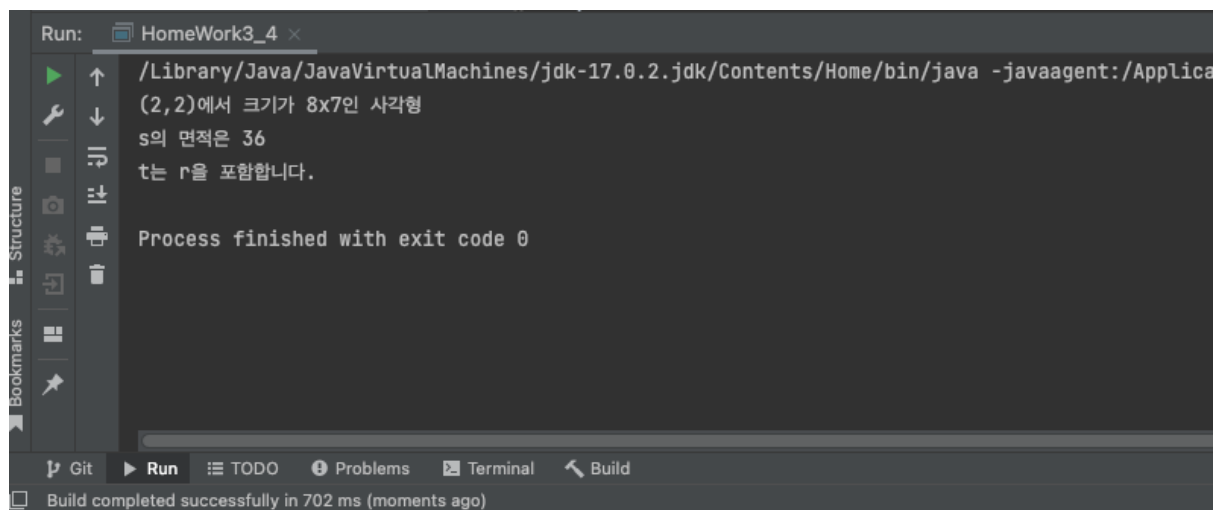 Run: HomeWork3_4
/Library/Java/JavaVirtualMachines/jdk-17.0.2.jdk/Contents/Home/bin/java -javaagent:/Applica
(2,2)에서 크기가 8x7인 사각형
s의 면적은 36
t는 r을 포함합니다.
Process finished with exit code 0
Structure
Bookmarks
Git Run TODO Problems Terminal Build
Build completed successfully in 702 ms (moments ago)